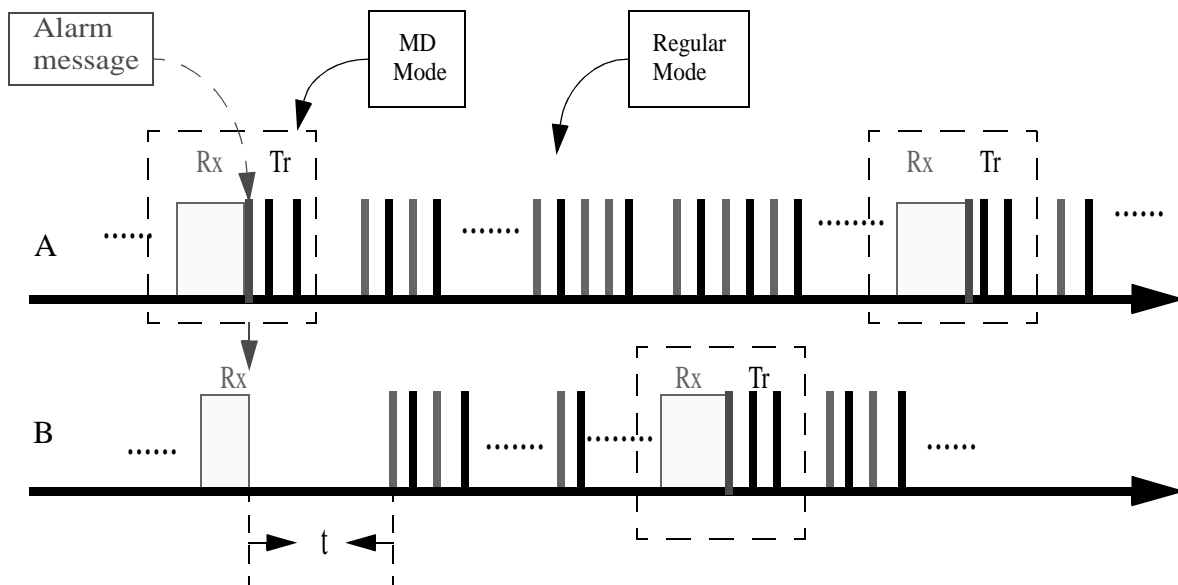 Alarm
message
MD
Mode
Regular
Mode
Rx Tr
Rx Tr
A
Rx
Rx Tr
B
t